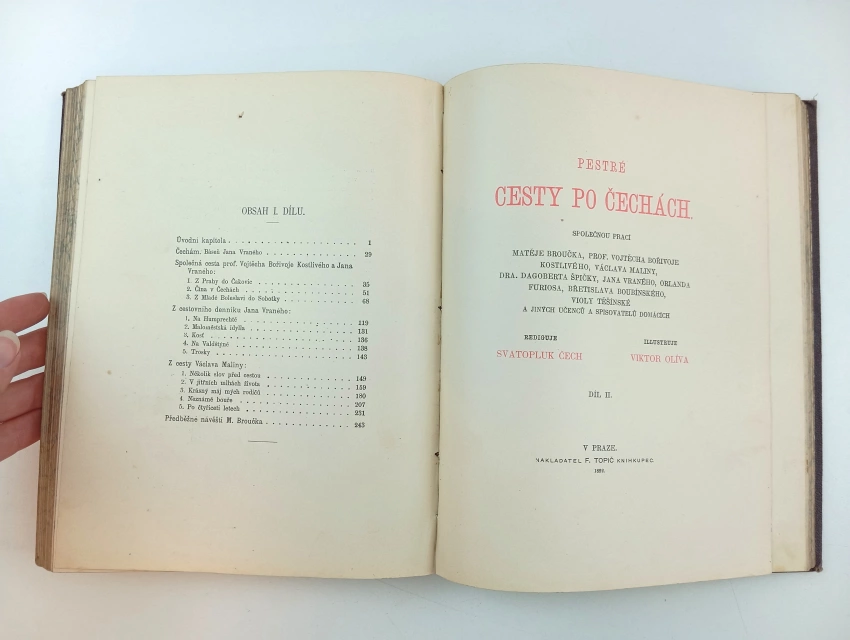 OBSAH I. DÍLU.
Úvodní kapitola 1
Čechám. Báseň Jana Vraného 29
Společná cesta prof. Vojtěcha Bořivoje Kostlivého a Jana
Vraného:
1. Z Prahy do Čakovic 35
2. Čína v Čechách 51
3. Z Mladé Boleslavi do Sobotky 68
Z cestovního denníku Jana Vraného:
1. Na Humprechtě 119
2. Maloměstská idylla 131
3. Kosť 136
4. Na Valdštýně 138
5. Trosky 143
Z cesty Václava Maliny:
1. Několik slov před cestou 149
2. V jitřních mlhách života 159
3. Krásný máj mých rodičů 180
4. Neznámé bouře 207
5. Po čtyřiceti letech 231
Předběžné návěští M. Broučka 243
PESTRÉ
CESTY PO ČECHÁCH.
SPOLEČNOU PRACÍ
MATĚJE BROUČKA, PROF. VOJTĚCHA BOŘIVOJE
KOSTLIVÉHO, VÁCLAVA MALINY,
DRA. DAGOBERTA ŠPIČKY, JANA VRANÉHO, ORLANDA
FURIOSA, BŘETISLAVA BOUBÍNSKÉHO,
VIOLY TĚŠÍNSKÉ
A JINÝCH UČENCŮ A SPISOVATELŮ DOMÁCÍCH
REDIGUJE ILLUSTRUJE
SVATOPLUK ČECH VIKTOR OLÍVA
DÍL II.
V PRAZE.
NAKLADATEL F. TOPIČ KNIHKUPEC